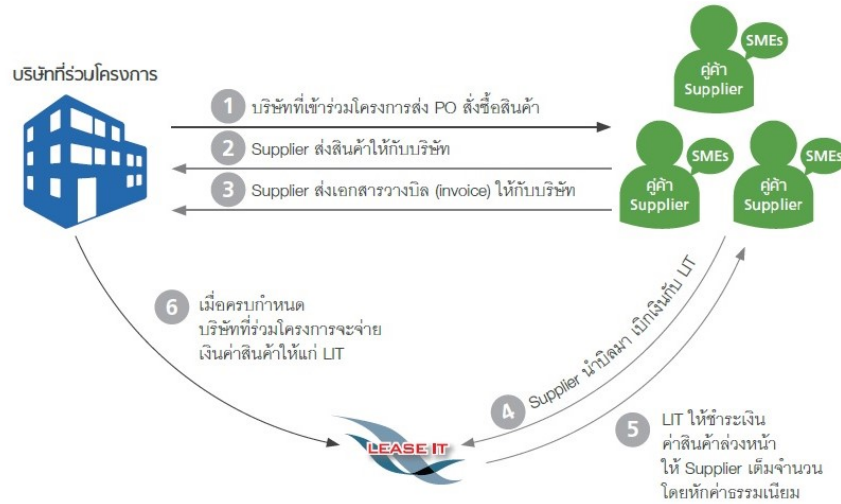 SMEs
คู่ค้า
Supplier
บริษัทที่ร่วมโครงการ
1 บริษัทที่เข้าร่วมโครงการส่ง PO สั่งซื้อสินค้า
2 Supplier ส่งสินค้าให้กับบริษัท
3 Supplier ส่งเอกสารวางบิล (invoice) ให้กับบริษัท
SMEs
คู่ค้า
Supplier
SMEs
คู่ค้า
Supplier
6 เมื่อครบกำหนด
บริษัทที่ร่วมโครงการจะจ่าย
เงินค่าสินค้าให้แก่ LIT
4 Supplier นำบิลมา เบิกเงินกับ LIT
5 LIT ให้ชำระเงิน
ค่าสินค้าล่วงหน้า
ให้ Supplier เต็มจำนวน
โดยหักค่าธรรมเนียม
LEASE IT